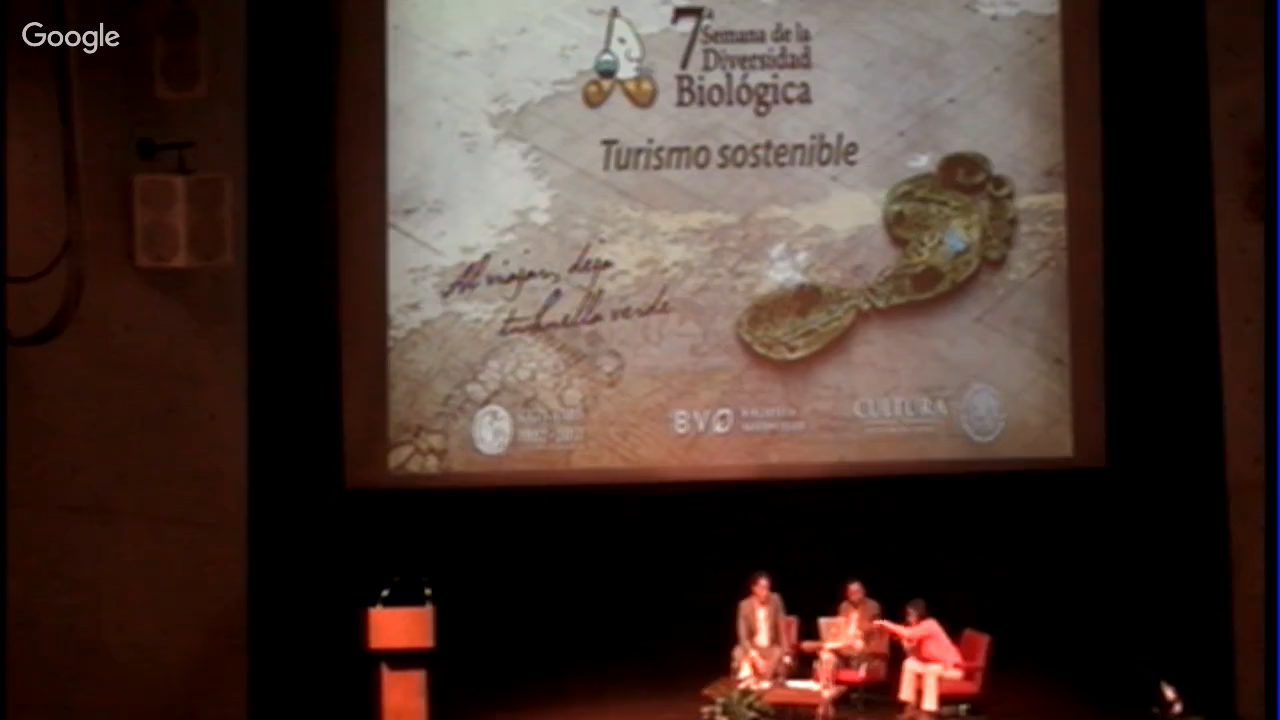 Google
7a
Semana de la
Diversidad
Biológica
Turismo sostenible
Al viajar, deja
tu huella verde
BVO
CULTURA